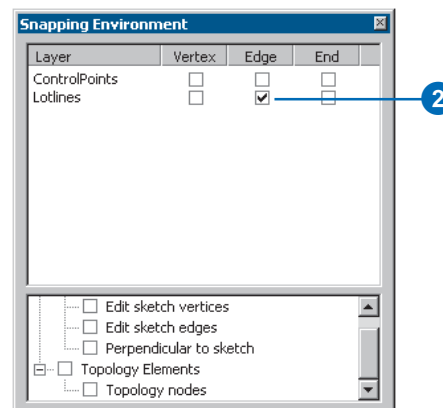 Snapping Environment
Layer Vertex Edge End
ControlPoints
Lotlines
2
Edit sketch vertices
Edit sketch edges
Perpendicular to sketch
Topology Elements
Topology nodes